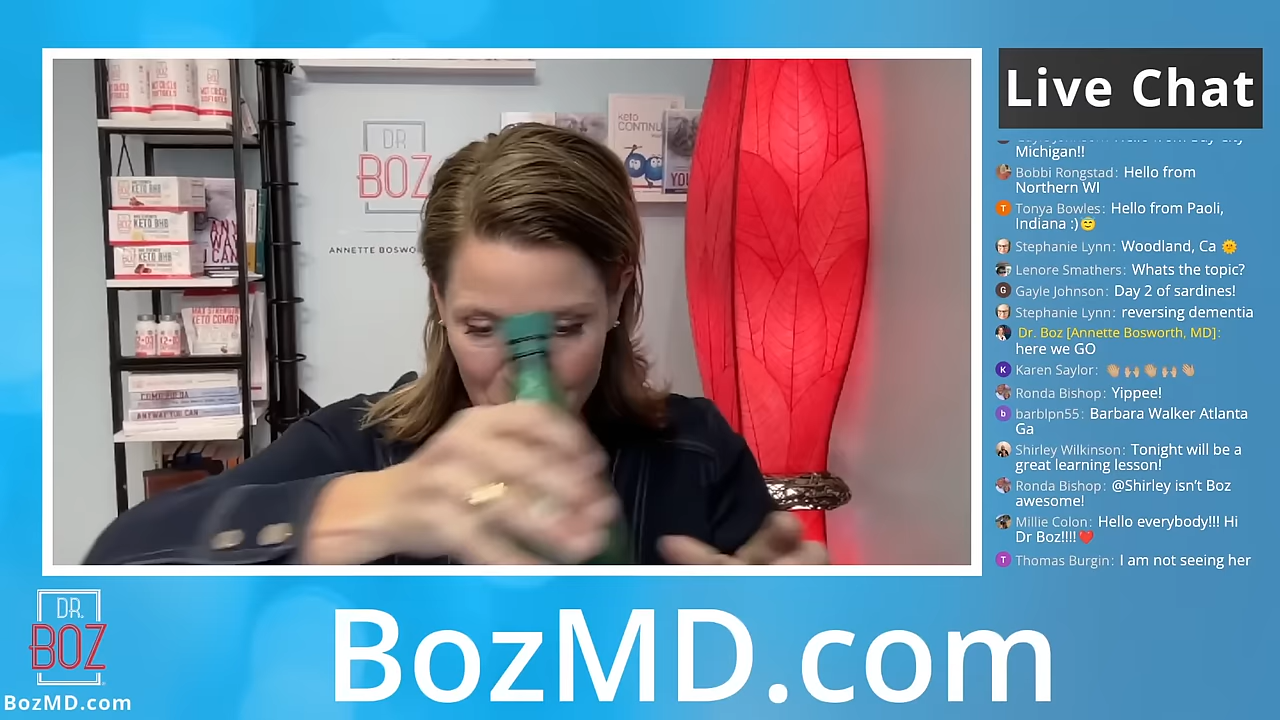 DR
BOZ
ANNETTE BOSWO
KETO BHB
KETO BHB
KETO BHB
KETO COMBO
keto
CONTINU
YOU
Live Chat
Michigan!!
Bobbi Rongstad: Hello from
Northern WI
Tonya Bowles: Hello from Paoli,
Indiana :)😊
Stephanie Lynn: Woodland, Ca 🌞
Lenore Smathers: Whats the topic?
G Gayle Johnson: Day 2 of sardines!
Stephanie Lynn: reversing dementia
Dr. Boz [Annette Bosworth, MD]:
here we GO
K Karen Saylor: 👏🏼🙌🏼👏🏼🙌🏼👋🏼
Ronda Bishop: Yippee!
b barblpn55: Barbara Walker Atlanta
Ga
Shirley Wilkinson: Tonight will be a
great learning lesson!
Ronda Bishop: @Shirley isn’t Boz
awesome!
Millie Colon: Hello everybody!!! Hi
Dr Boz!!!!❤️
T Thomas Burgin: I am not seeing her
DR.
BOZ
BozMD.com
BozMD.com